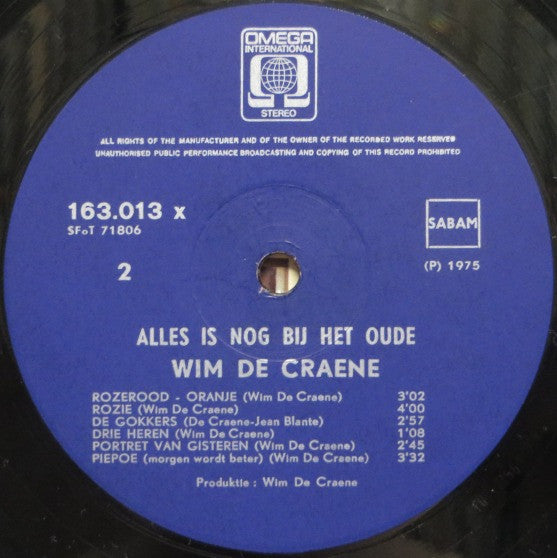 OMEGA
INTERNATIONAL
STEREO
ALL RIGHTS OF THE MANUFACTURER AND OF THE OWNER OF THE RECORDED WORK RESERVED
UNAUTHORISED PUBLIC PERFORMANCE BROADCASTING AND COPYING OF THIS RECORD PROHIBITED
163.013 x
SFoT 71806
SABAM
2
(P) 1975
ALLES IS NOG BIJ HET OUDE
WIM DE CRAENE
ROZEROOD - ORANJE (Wim De Craene) 3'02
ROZIE (Wim De Craene) 4'00
DE GOKKERS (De Craene-Jean Blante) 2'57
DRIE HEREN (Wim De Craene) 1'08
PORTRET VAN GISTEREN (Wim De Craene) 2'45
PIEPOE (morgen wordt beter) (Wim De Craene) 3'32
Produktie : Wim De Craene